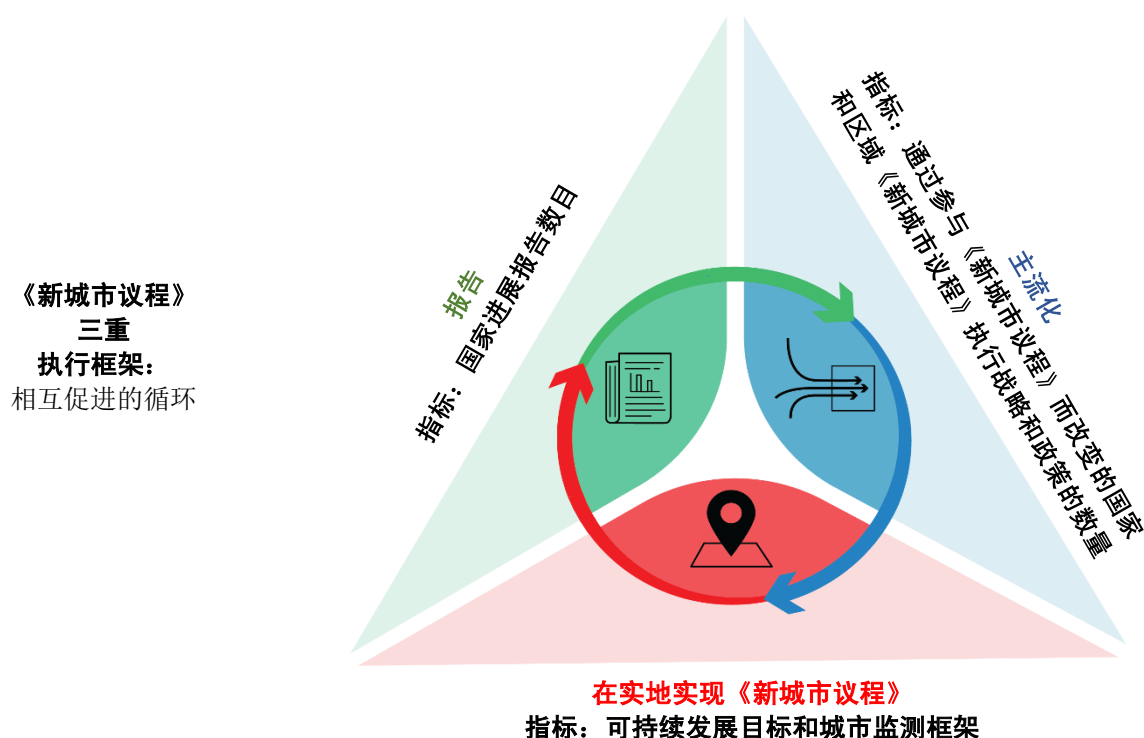 《新城市议程》
三重
执行框架：
相互促进的循环
报告
指标：国家进展报告数目
主流化
指标：通过参与《新城市议程》而改变的国家
和区域《新城市议程》执行战略和政策的数量
在实地实现《新城市议程》
指标：可持续发展目标和城市监测框架